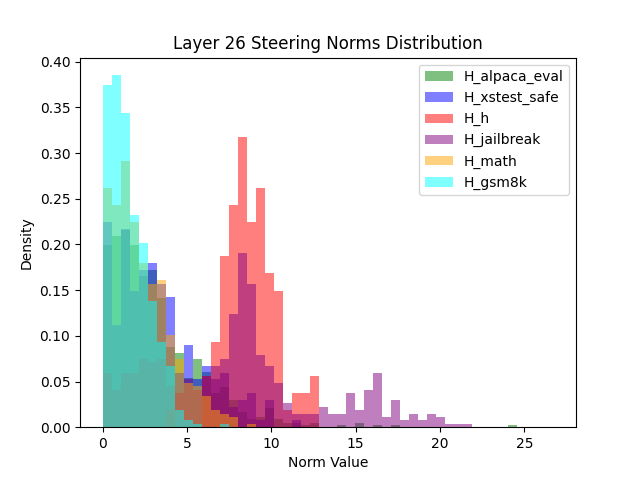 Layer 26 Steering Norms Distribution
0.40
0.35
0.30
0.25
0.20
0.15
0.10
0.05
0.00
Density
H_alpaca_eval
H_xstest_safe
H_h
H_jailbreak
H_math
H_gsm8k
0
5
10
15
20
25
Norm Value